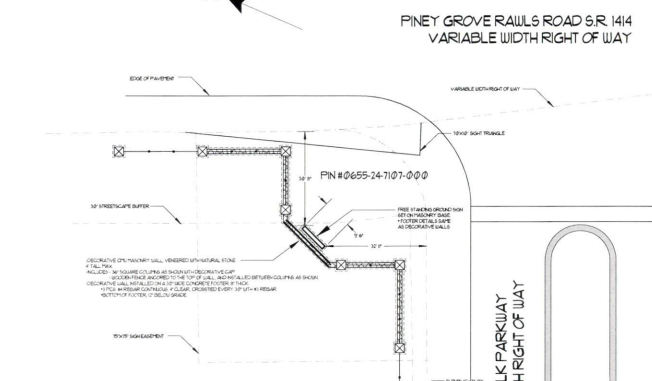 PINEY GROVE RAWLS ROAD S.R. 1414
VARIABLE WIDTH RIGHT OF WAY
EDGE OF PAVEMENT
VARIABLE WIDTH RIGHT OF WAY
10'X70' SIGHT TRIANGLE
PIN #0655-24-7107-000
30' STREETSCAPE BUFFER
FREE STANDING GROUND SIGN
SET ON MASONRY BASE
* FOOTER DETAILS SAME
AS DECORATIVE WALLS
DECORATIVE CMU MASONRY WALL, VENEERED WITH NATURAL STONE
4' TALL MAX
INCLUDES - 36" SQUARE COLUMNS AS SHOWN WITH DECORATIVE CAP
- WOODEN FENCE ANCORED TO THE TOP OF WALL, AND INSTALLED BETWEEN COLUMNS AS SHOWN
DECORATIVE WALL INSTALLED ON A 30" WIDE CONCRETE FOOTER, 8" THICK
*BOTTOM OF FOOTER, 12" BELOW GRADE
75'X75' SIGN EASEMENT
LK PARKWAY
H RIGHT OF WAY